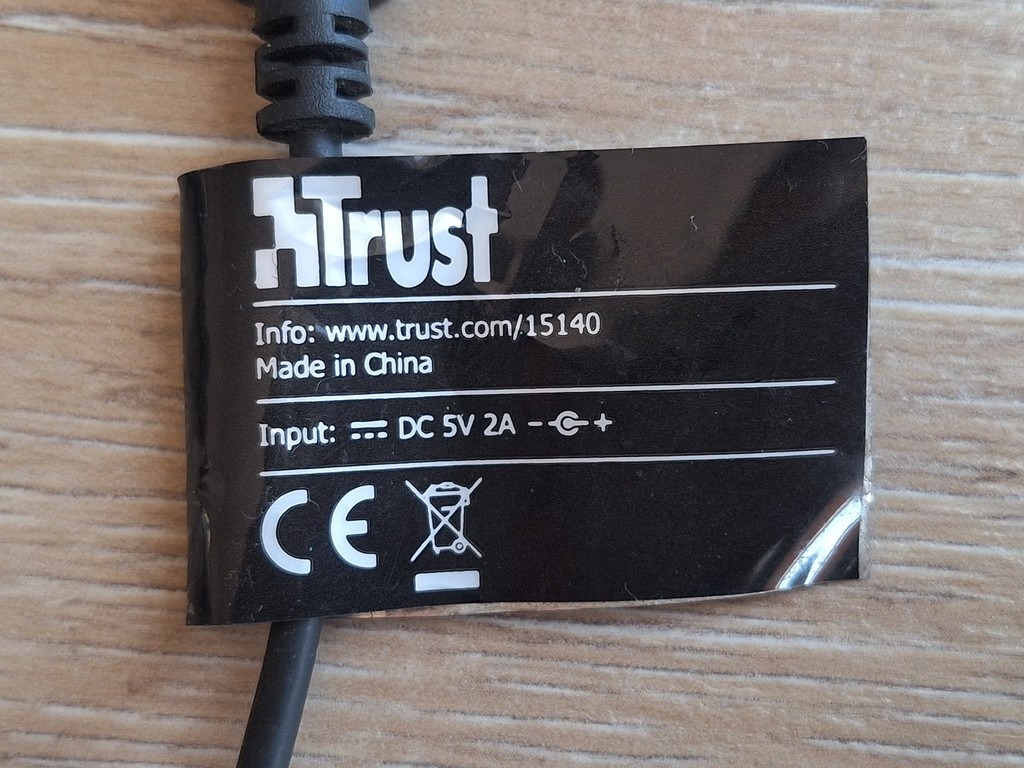 Trust
Info: www.trust.com/15140
Made in China
Input: ⎓ DC 5V 2A - +
CE